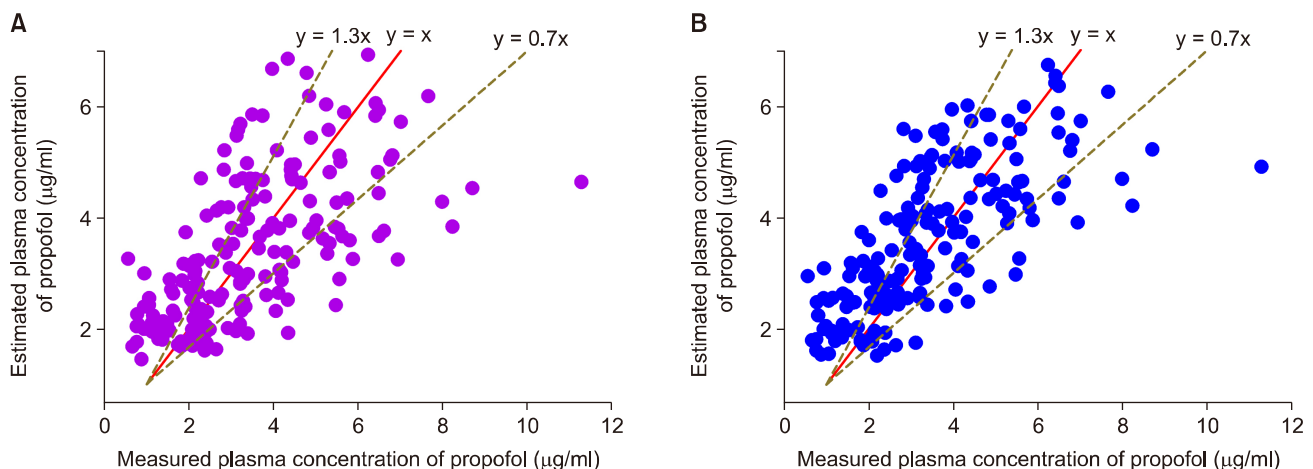 A
y = 1.3x
y = x
y = 0.7x
Estimated plasma concentration
of propofol (μg/ml)
6
4
2
0
2
4
6
8
10
12
Measured plasma concentration of propofol (μg/ml)
B
y = 1.3x
y = x
y = 0.7x
Estimated plasma concentration
of propofol (μg/ml)
6
4
2
0
2
4
6
8
10
12
Measured plasma concentration of propofol (μg/ml)